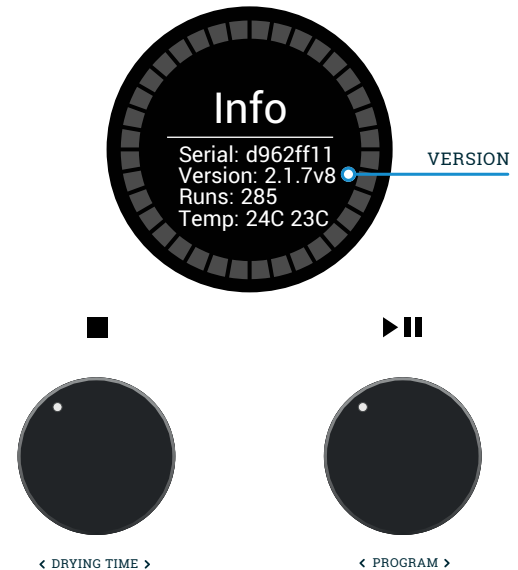 Info
Serial: d962ff11
Version: 2.1.7v8
VERSION
Runs: 285
Temp: 24C 23C
< DRYING TIME >
< PROGRAM >